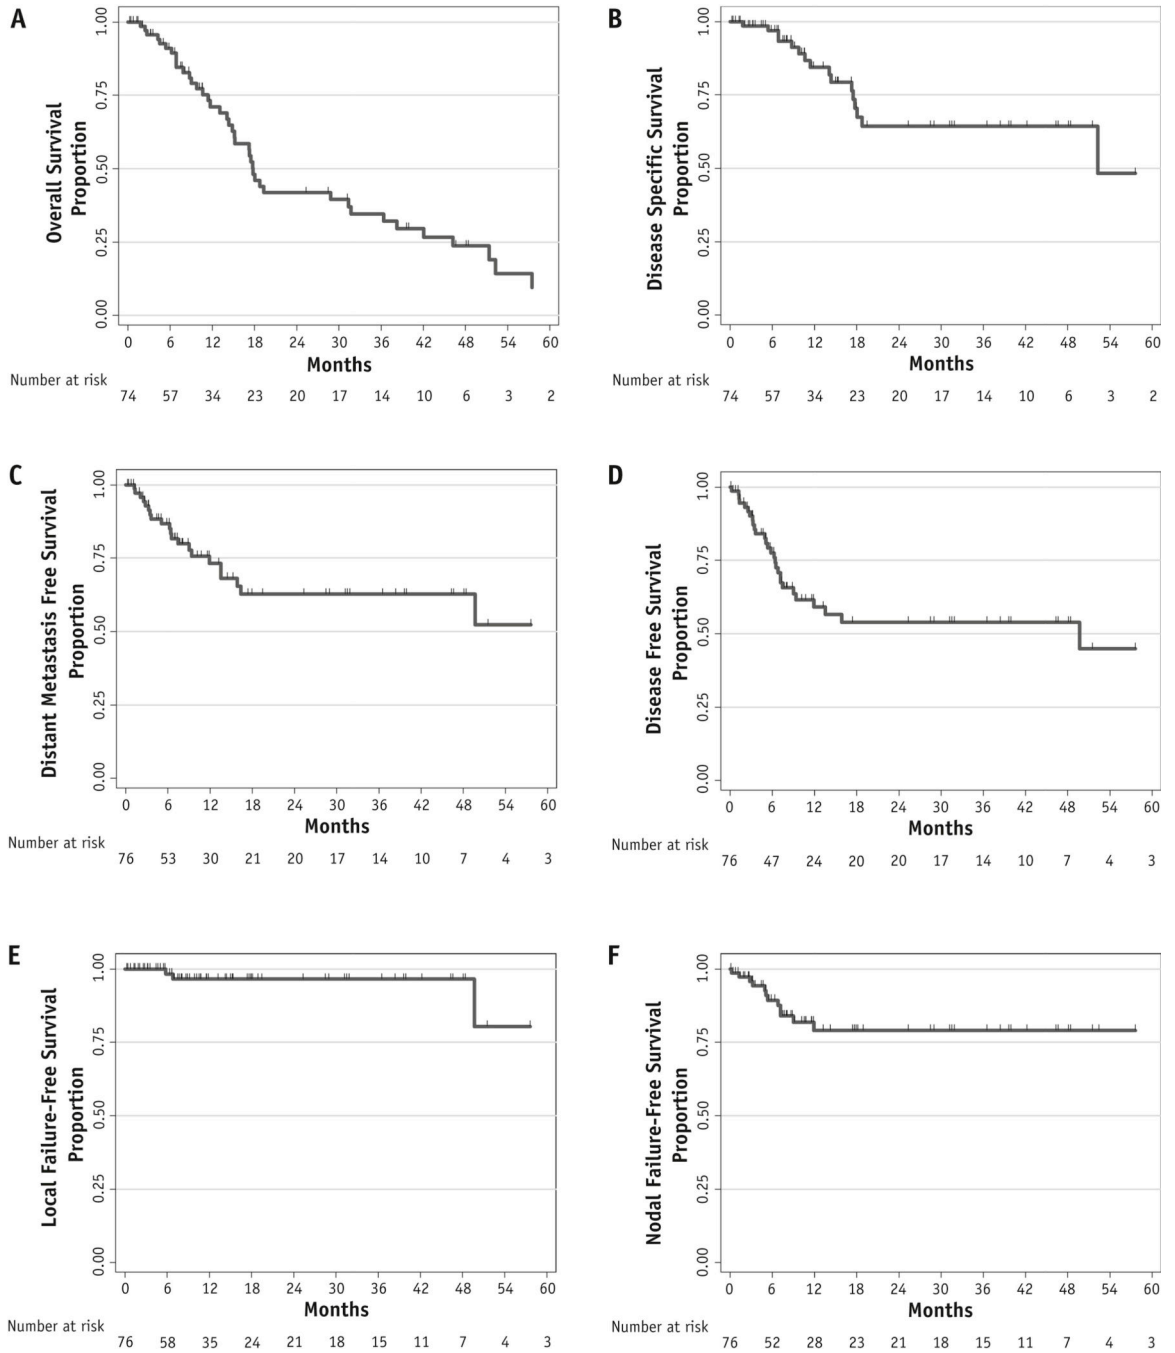 A
Overall Survival
Proportion
1.00
0.75
0.50
0.25
0.00
0 6 12 18 24 30 36 42 48 54 60
Months
Number at risk
74 57 34 23 20 17 14 10 6 3 2
B
Disease Specific Survival
Proportion
1.00
0.75
0.50
0.25
0.00
0 6 12 18 24 30 36 42 48 54 60
Months
Number at risk
74 57 34 23 20 17 14 10 6 3 2
C
Distant Metastasis Free Survival
Proportion
1.00
0.75
0.50
0.25
0.00
0 6 12 18 24 30 36 42 48 54 60
Months
Number at risk
76 53 30 21 20 17 14 10 7 4 3
D
Disease Free Survival
Proportion
1.00
0.75
0.50
0.25
0.00
0 6 12 18 24 30 36 42 48 54 60
Months
Number at risk
76 47 24 20 20 17 14 10 7 4 3
E
Local Failure-Free Survival
Proportion
1.00
0.75
0.50
0.25
0.00
0 6 12 18 24 30 36 42 48 54 60
Months
Number at risk
76 58 35 24 21 18 15 11 7 4 3
F
Nodal Failure-Free Survival
Proportion
1.00
0.75
0.50
0.25
0.00
0 6 12 18 24 30 36 42 48 54 60
Months
Number at risk
76 52 28 23 21 18 15 11 7 4 3